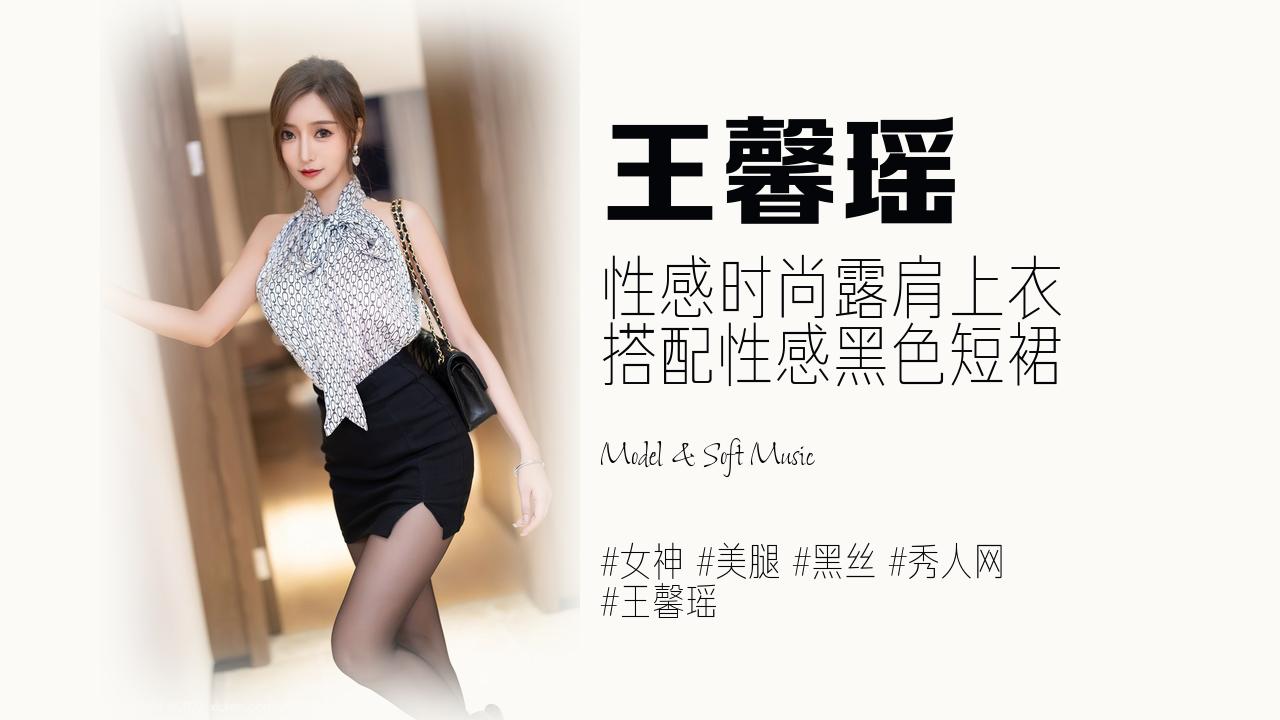 王馨瑶
性感时尚露肩上衣
搭配性感黑色短裙
Model & Soft Music
#女神 #美腿 #黑丝 #秀人网
#王馨瑶